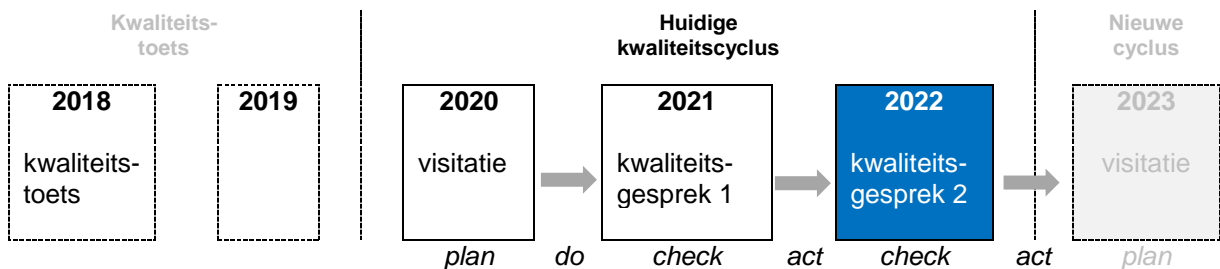 Kwaliteits-
toets
Huidige
kwaliteitscyclus
Nieuwe
cyclus
2018
kwaliteits-
toets
2019
2020
visitatie
2021
kwaliteits-
gesprek 1
2022
kwaliteits-
gesprek 2
2023
visitatie
plan do check act check act plan